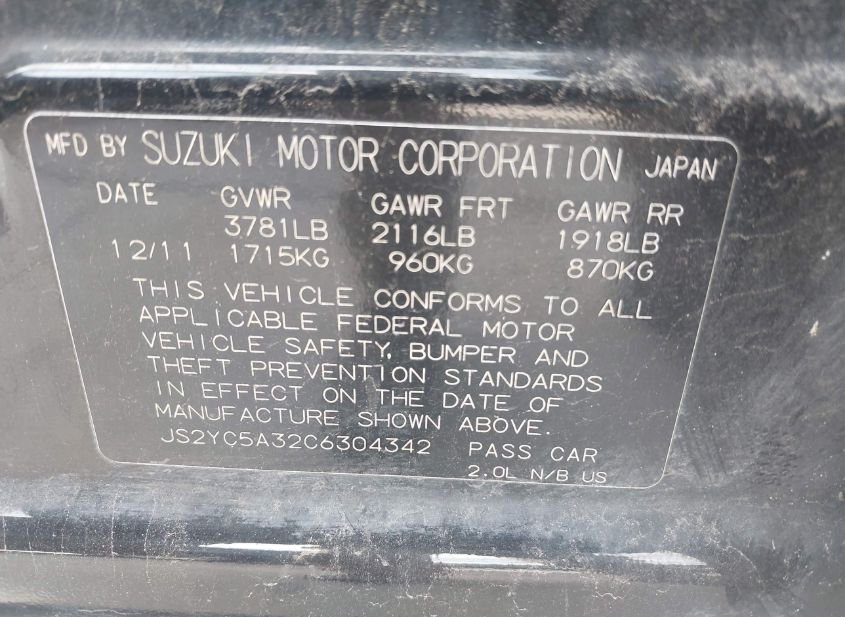 MFD BY SUZUKI MOTOR CORPORATION JAPAN
DATE GVWR GAWR FRT GAWR RR
3781LB 2116LB 1918LB
12/11 1715KG 960KG 870KG
THIS VEHICLE CONFORMS TO ALL
APPLICABLE FEDERAL MOTOR
VEHICLE SAFETY, BUMPER AND
THEFT PREVENTION STANDARDS
IN EFFECT ON THE DATE OF
MANUFACTURE SHOWN ABOVE.
JS2YC5A32C6304342 PASS CAR
2.0L N/B US